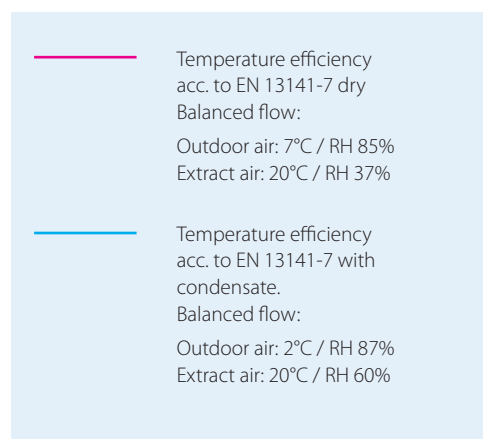 Temperature efficiency
acc. to EN 13141-7 dry
Balanced flow:
Outdoor air: 7°C / RH 85%
Extract air: 20°C / RH 37%
Temperature efficiency
acc. to EN 13141-7 with
condensate.
Balanced flow:
Outdoor air: 2°C / RH 87%
Extract air: 20°C / RH 60%